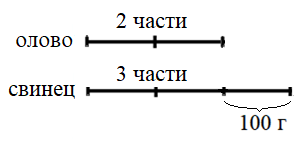 2 части
олово
3 части
свинец
100 г